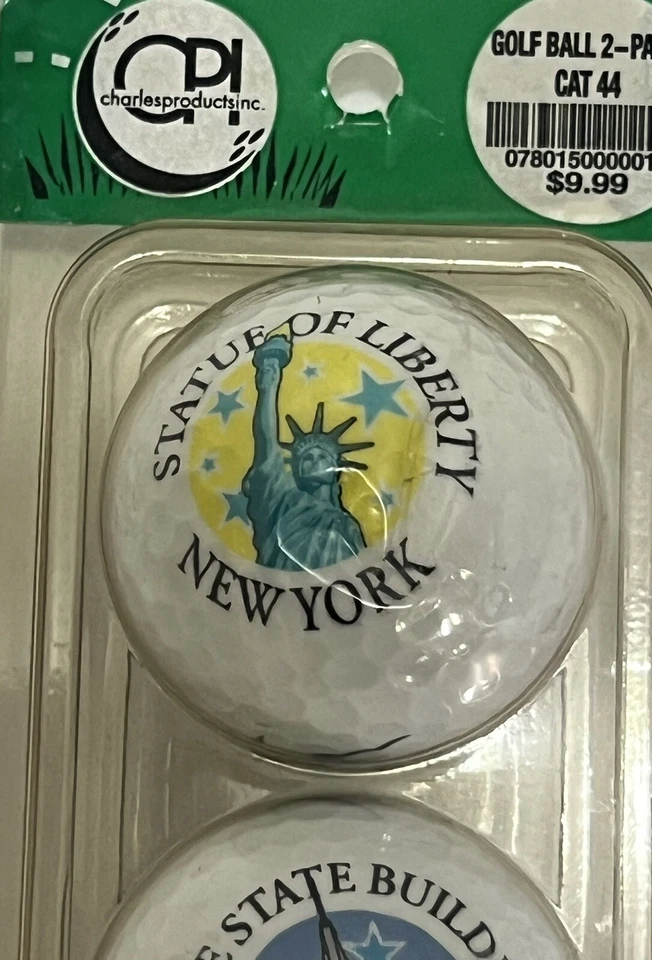 CPI
charlesproductsinc.
GOLF BALL 2-PA
CAT 44
078015000001
$9.99
STATUE OF LIBERTY
NEW YORK
E STATE BUILD